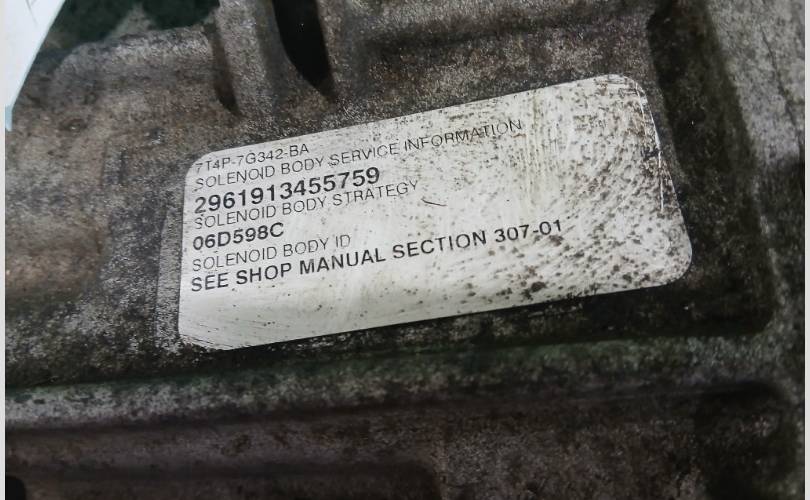 7T4P-7G342-BA
SOLENOID BODY SERVICE INFORMATION
2961913455759
SOLENOID BODY STRATEGY
06D598C
SOLENOID BODY ID
SEE SHOP MANUAL SECTION 307-01